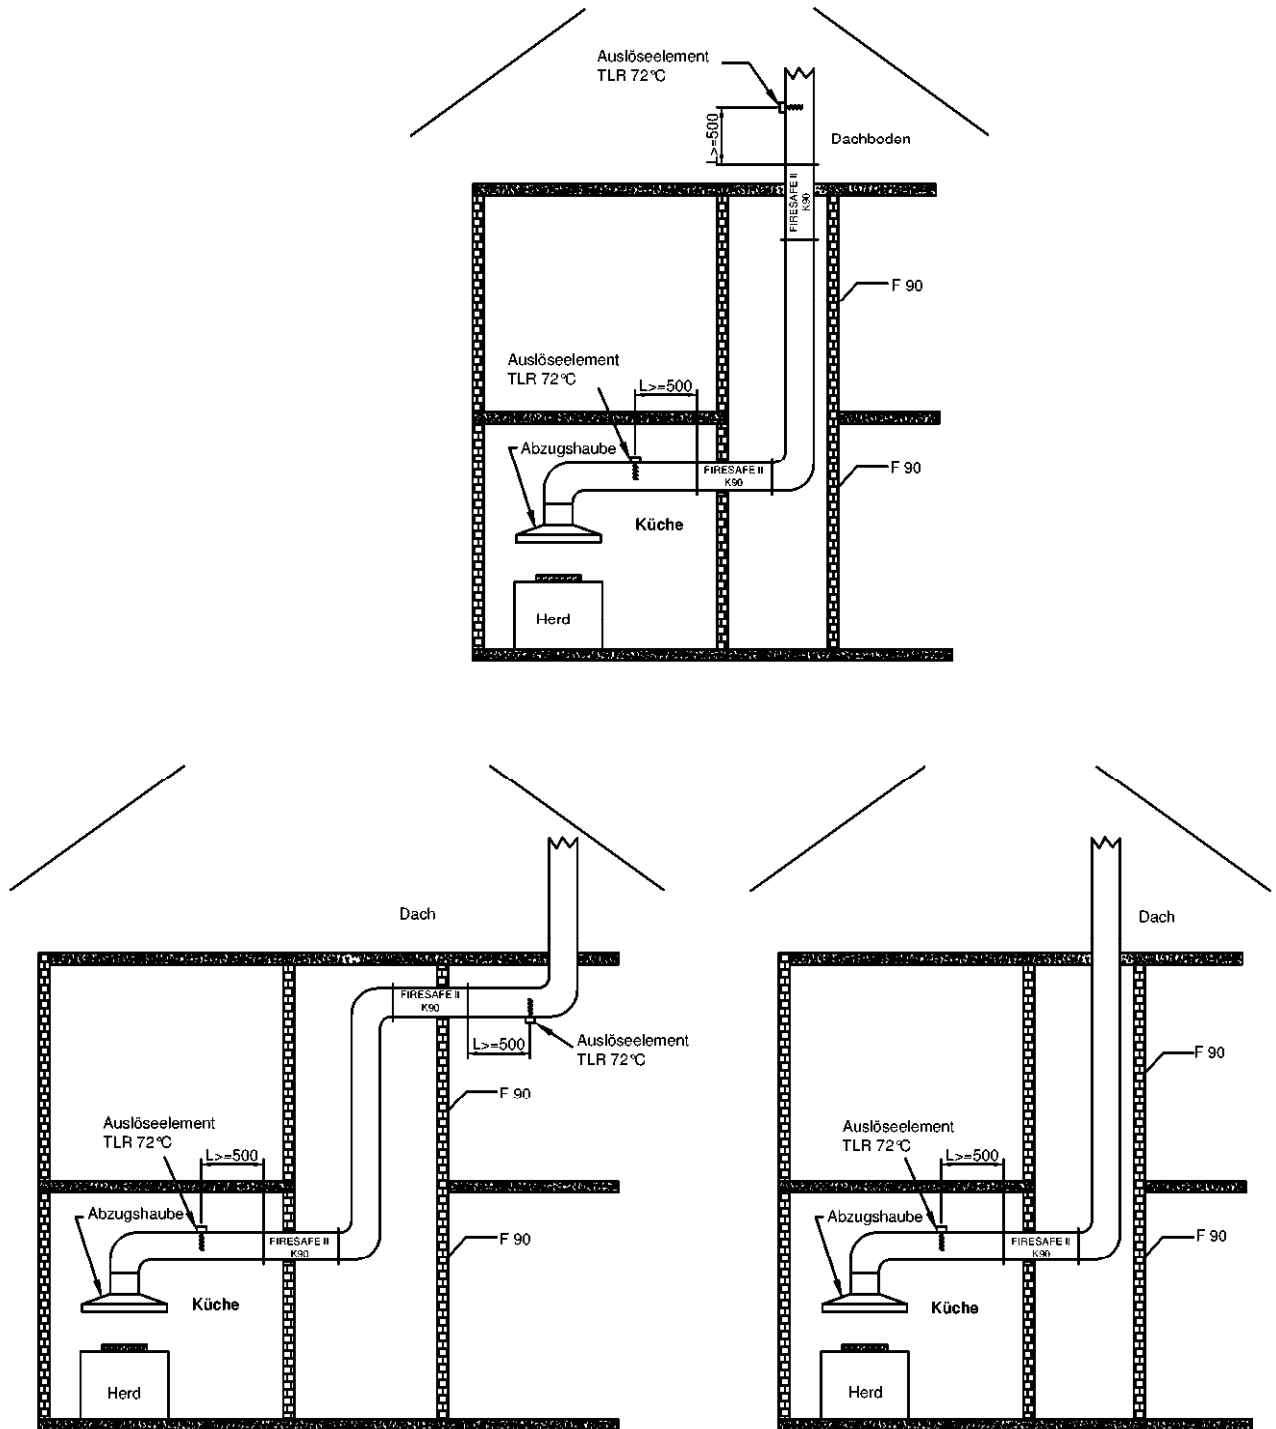 Auslöseelement
TLR 72°C
L>=500
Dachboden
FIRESAFE II
K90
F 90
Auslöseelement
TLR 72°C
L>=500
Abzugshaube
FIRESAFE II
K90
F 90
Küche
Herd
Dach
FIRESAFE II
K90
L>=500
Auslöseelement
TLR 72°C
F 90
Auslöseelement
TLR 72°C
L>=500
Abzugshaube
FIRESAFE II
K90
F 90
Küche
Herd
Dach
F 90
Auslöseelement
TLR 72°C
L>=500
Abzugshaube
FIRESAFE II
K90
F 90
Küche
Herd